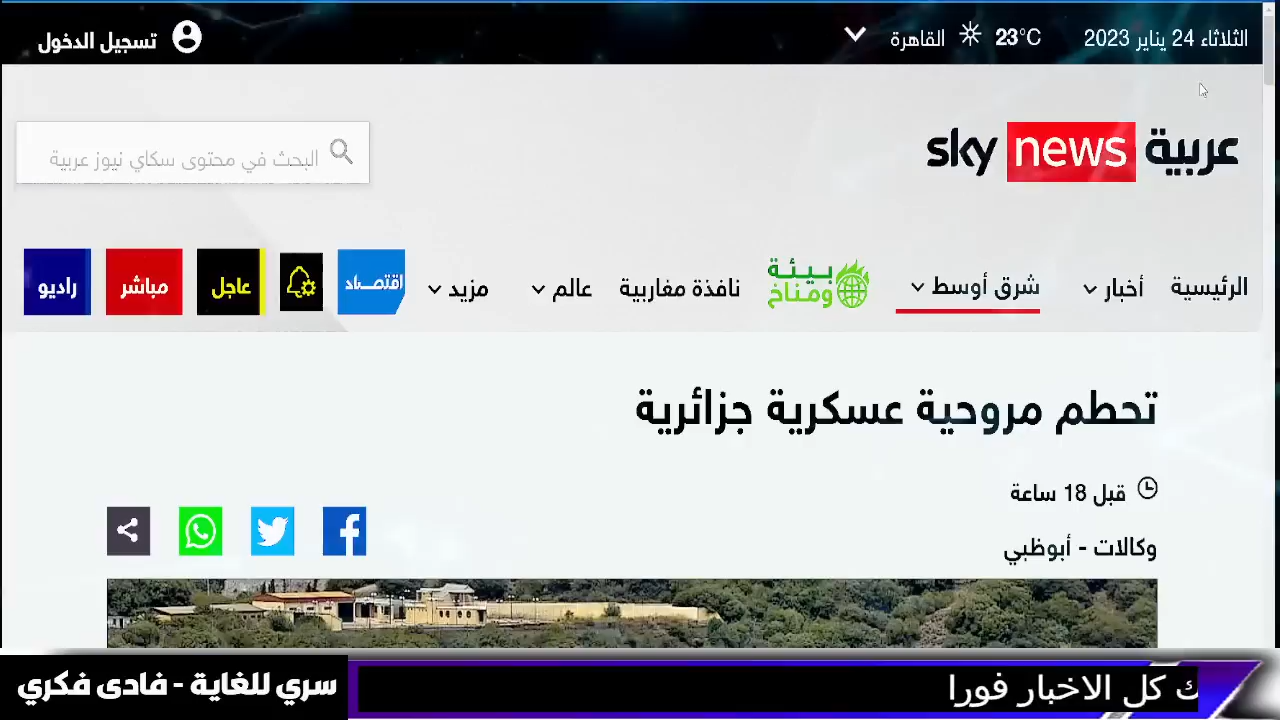 الثلاثاء 24 يناير 2023 23°C القاهرة تسجيل الدخول
sky news عربية
البحث في محتوى سكاي نيوز عربية
الرئيسية أخبار شرق أوسط بيئة ومناخ نافذة مغاربية عالم مزيد اقتصاد عاجل مباشر راديو
تحطم مروحية عسكرية جزائرية
قبل 18 ساعة
وكالات - أبوظبي
ك كل الاخبار فورا
سري للغاية - فادى فكري